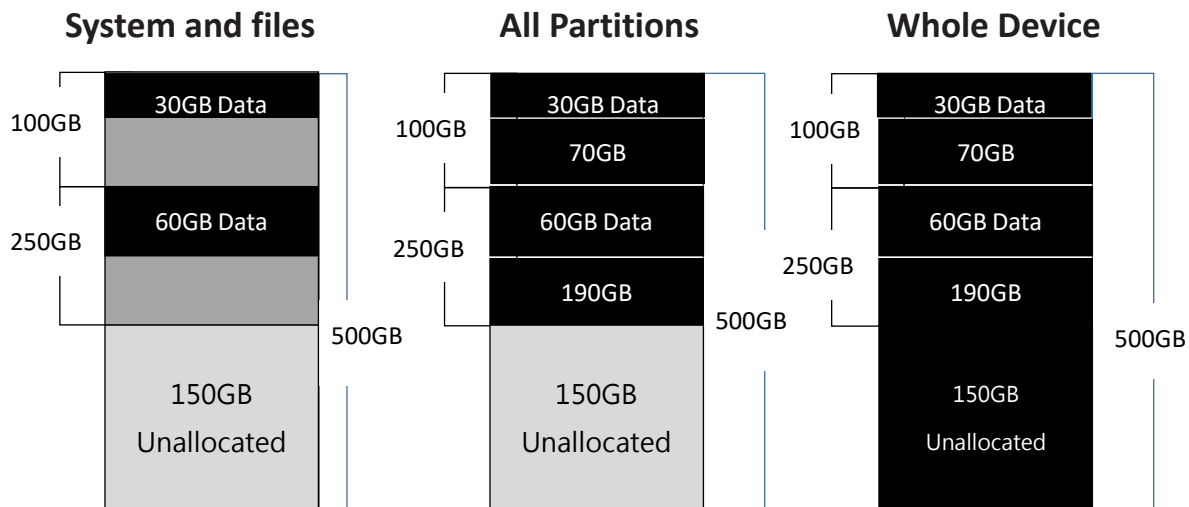 System and files
100GB
30GB Data
250GB
60GB Data
500GB
150GB
Unallocated
All Partitions
100GB
30GB Data
70GB
250GB
60GB Data
190GB
500GB
150GB
Unallocated
Whole Device
100GB
30GB Data
70GB
250GB
60GB Data
190GB
500GB
150GB
Unallocated